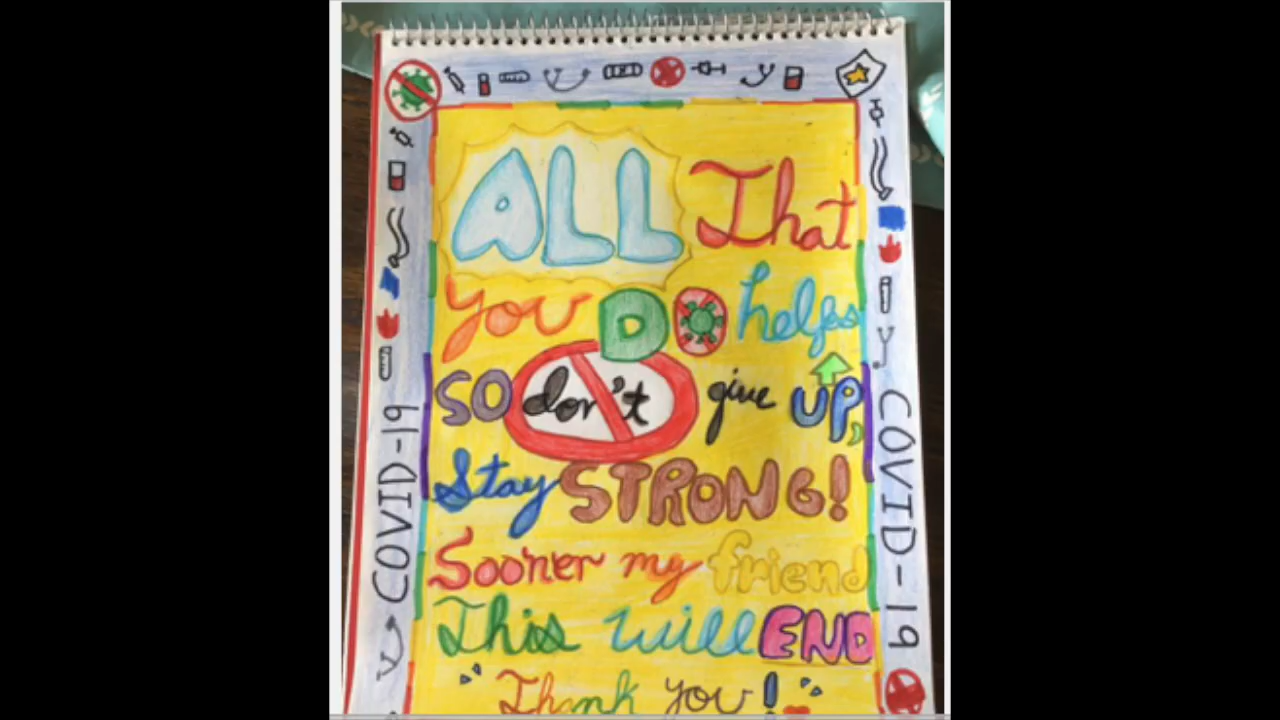 ALL That
you DO helps
SO don't give UP,
Stay STRONG!
Sooner my friend
This will END
"Thank you!"
COVID-19
COVID-19